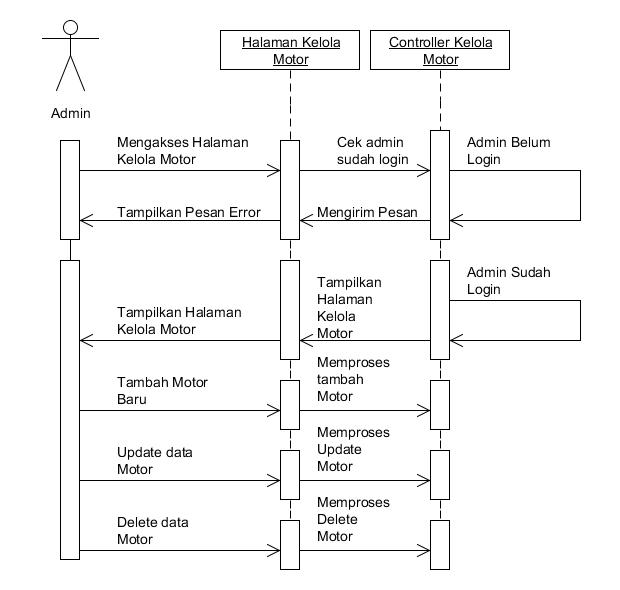 Halaman Kelola
Motor
Controller Kelola
Motor
Admin
Mengakses Halaman
Kelola Motor
Cek admin
sudah login
Admin Belum
Login
Tampilkan Pesan Error
Mengirim Pesan
Admin Sudah
Login
Tampilkan
Halaman
Kelola
Motor
Tampilkan Halaman
Kelola Motor
Tambah Motor
Baru
Memproses
tambah
Motor
Update data
Motor
Memproses
Update
Motor
Delete data
Motor
Memproses
Delete
Motor